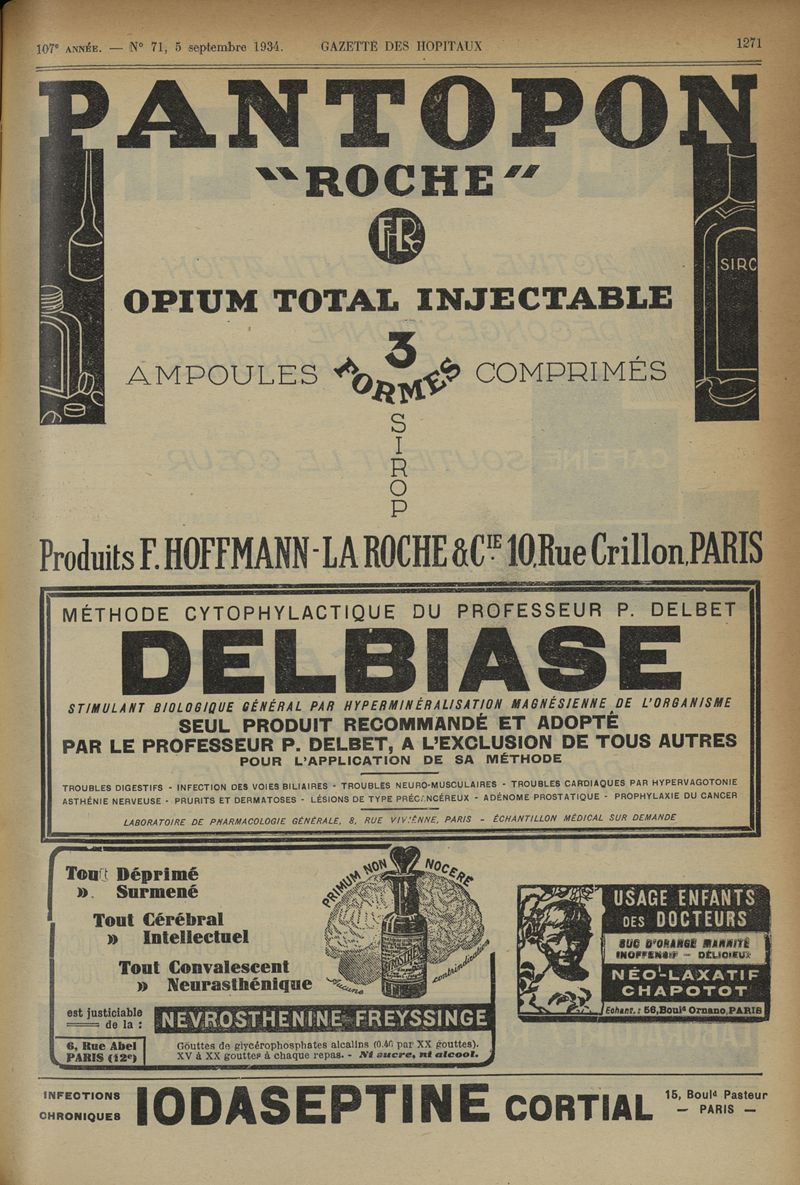 107e ANNÉE. — N° 71, 5 septembre 1934. GAZETTE DES HOPITAUX 1271
PANTOPON
"ROCHE"
HLR
OPIUM TOTAL INJECTABLE
SIRO
3
AMPOULES FORMES COMPRIMÉS
SIROP
Produits F. HOFFMANN-LA ROCHE & CIE 10, Rue Crillon, PARIS
MÉTHODE CYTOPHYLACTIQUE DU PROFESSEUR P. DELBET
DELBIASE
STIMULANT BIOLOGIQUE GÉNÉRAL PAR HYPERMINÉRALISATION MAGNÉSIENNE DE L'ORGANISME
SEUL PRODUIT RECOMMANDÉ ET ADOPTÉ
PAR LE PROFESSEUR P. DELBET, A L'EXCLUSION DE TOUS AUTRES
POUR L'APPLICATION DE SA MÉTHODE
TROUBLES DIGESTIFS - INFECTION DES VOIES BILIAIRES - TROUBLES NEURO-MUSCULAIRES - TROUBLES CARDIAQUES PAR HYPERVAGOTONIE
ASTHÉNIE NERVEUSE - PRURITS ET DERMATOSES - LÉSIONS DE TYPE PRÉCANCÉREUX - ADÉNOME PROSTATIQUE - PROPHYLAXIE DU CANCER
LABORATOIRE DE PHARMACOLOGIE GÉNÉRALE, 8, RUE VIVIENNE, PARIS - ÉCHANTILLON MÉDICAL SUR DEMANDE
Tout Déprimé
» Surmené
Tout Cérébral
» Intellectuel
Tout Convalescent
» Neurasthénique
PRIMUM NON NOCERE
Aucune contrindication
est justiciable
de la :
NEVROSTHENINE FREYSSINGE
6, Rue Abel
PARIS (12e)
Gouttes de glycérophosphates alcalins (0.40 par XX gouttes).
XV à XX gouttes à chaque repas. - Ni sucre, ni alcool.
USAGE ENFANTS
DES DOCTEURS
SUC D'ORANGE MANNITÉ
INOFFENSIF - DÉLICIEUX
NÉO-LAXATIF
CHAPOTOT
Echant.: 56, Bould Ornano, PARIS
INFECTIONS
CHRONIQUES
IODASEPTINE CORTIAL
15, Bould Pasteur
— PARIS —